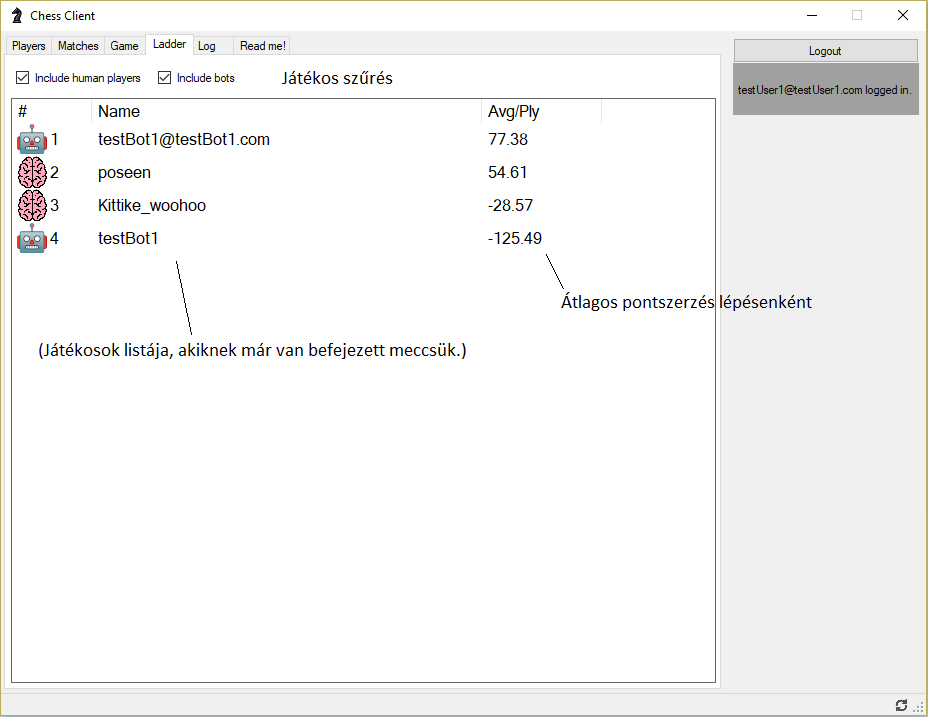 Chess Client
Players Matches Game Ladder Log Read me!
Logout
Include human players Include bots Játékos szűrés
testUser1@testUser1.com logged in.
# Name Avg/Ply
1 testBot1@testBot1.com 77.38
2 poseen 54.61
3 Kittike_woohoo -28.57
4 testBot1 -125.49
Átlagos pontszerzés lépésenként
(Játékosok listája, akiknek már van befejezett meccsük.)